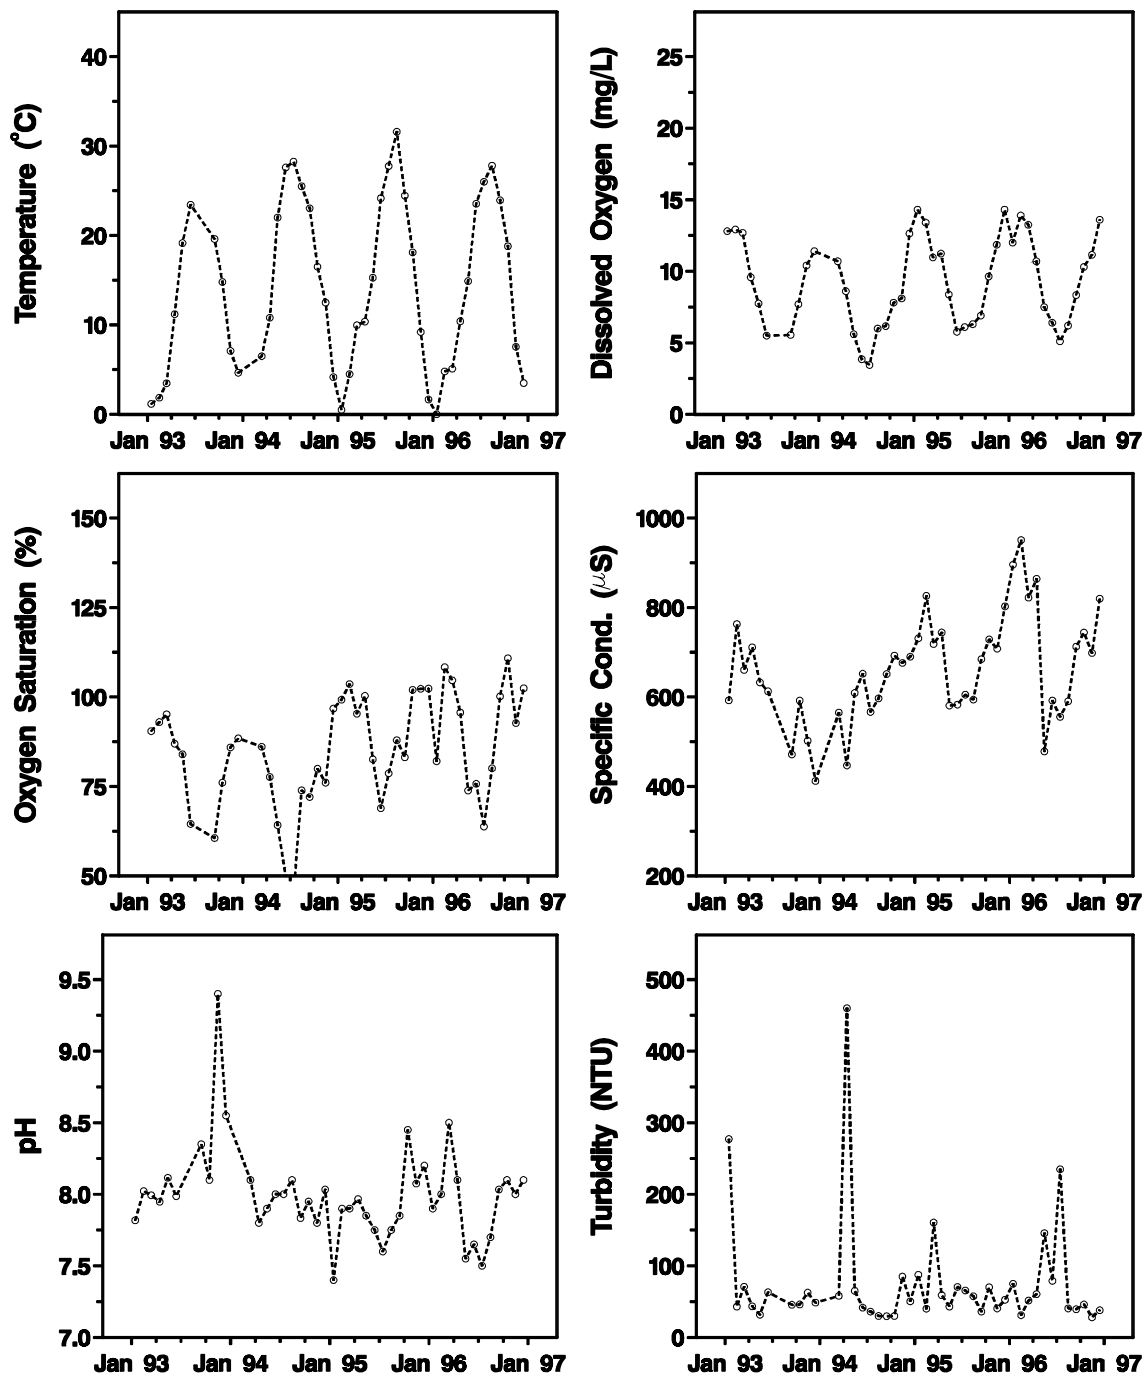 Temperature (°C)
40
30
20
10
0
Jan 93 Jan 94 Jan 95 Jan 96 Jan 97
Dissolved Oxygen (mg/L)
25
20
15
10
5
0
Jan 93 Jan 94 Jan 95 Jan 96 Jan 97
Oxygen Saturation (%)
150
125
100
75
50
Jan 93 Jan 94 Jan 95 Jan 96 Jan 97
Specific Cond. (μS)
1000
800
600
400
200
Jan 93 Jan 94 Jan 95 Jan 96 Jan 97
pH
9.5
9.0
8.5
8.0
7.5
7.0
Jan 93 Jan 94 Jan 95 Jan 96 Jan 97
Turbidity (NTU)
500
400
300
200
100
0
Jan 93 Jan 94 Jan 95 Jan 96 Jan 97